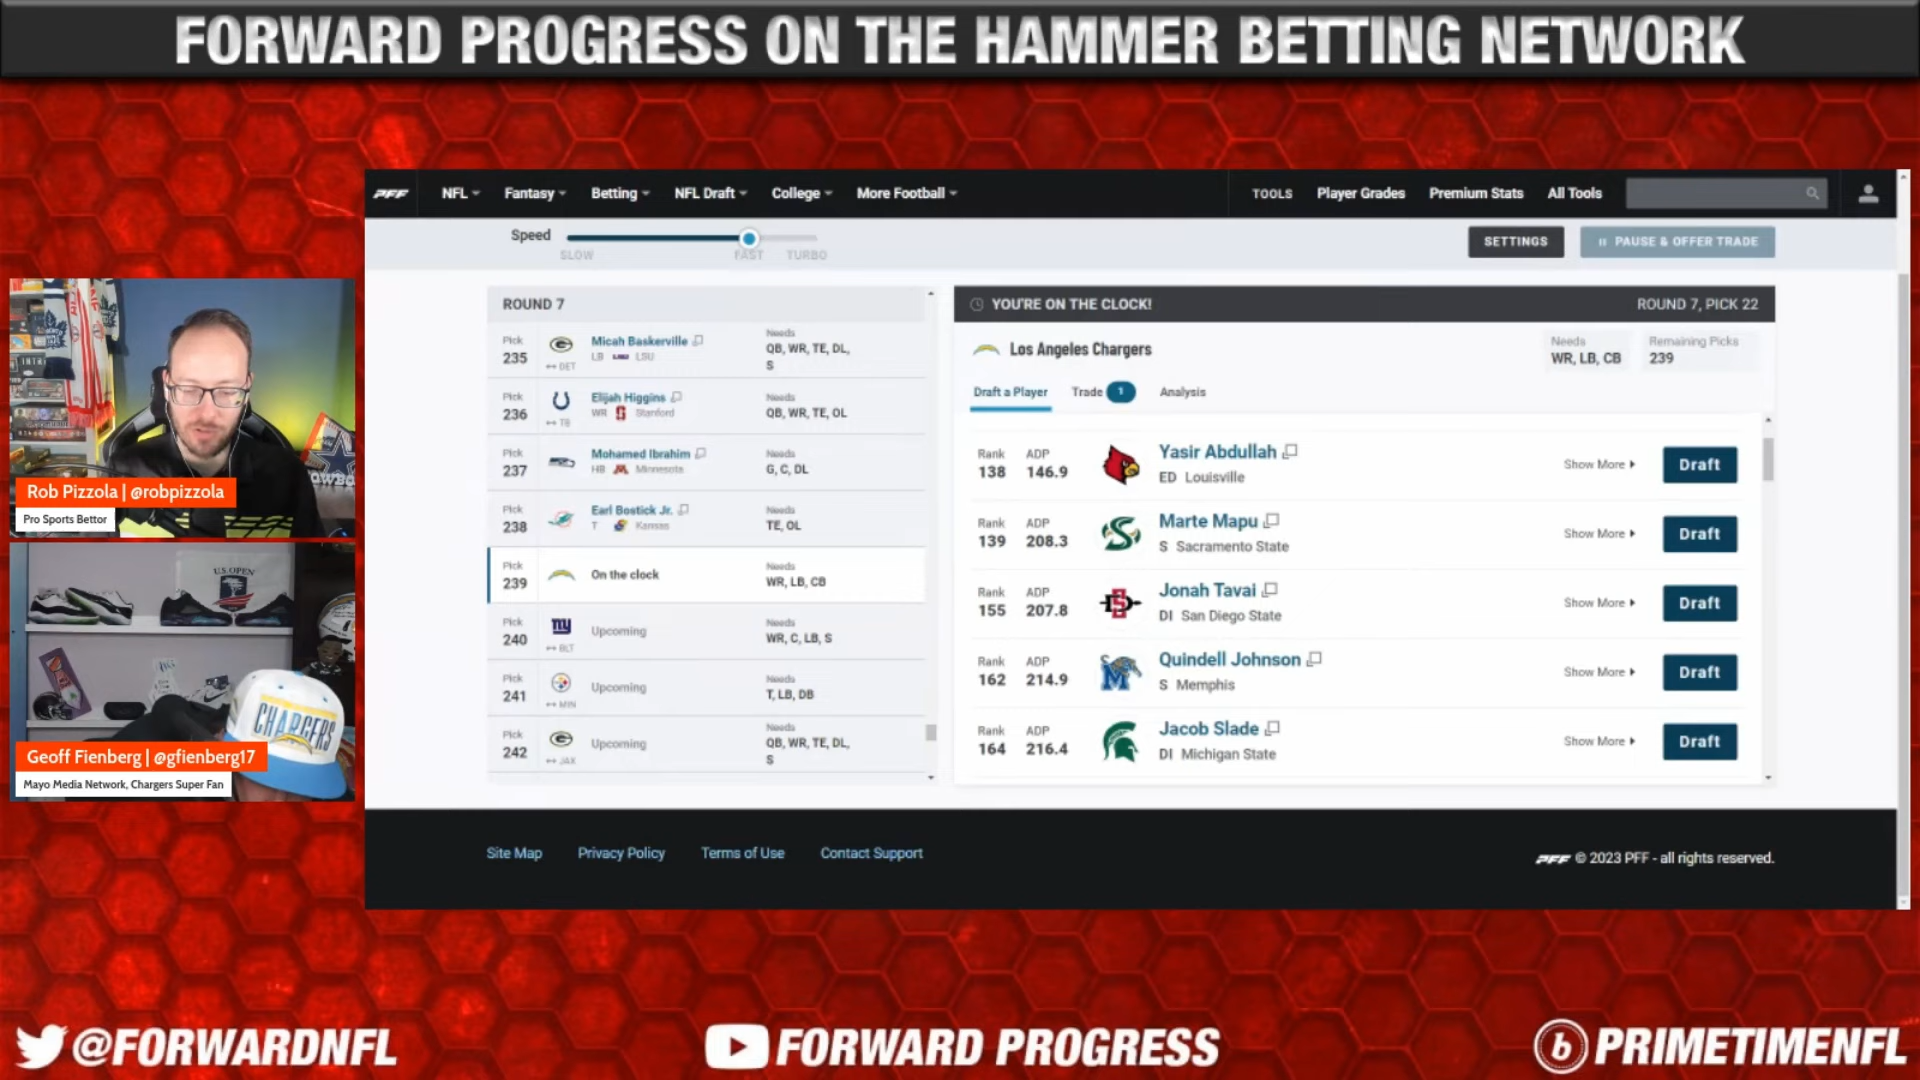 FORWARD PROGRESS ON THE HAMMER BETTING NETWORK
PFF NFL Fantasy Betting NFL Draft College More Football TOOLS Player Grades Premium Stats All Tools
Speed
SLOW FAST TURBO
SETTINGS
PAUSE & OFFER TRADE
ROUND 7
Pick 235 Micah Baskerville Needs QB, WR, TE, DL, S
LB LSU
DET
Pick 236 Elijah Higgins Needs QB, WR, TE, OL
WR Stanford
TB
Pick 237 Mohamed Ibrahim Needs G, C, DL
HB Minnesota
Pick 238 Earl Bostick Jr. Needs TE, OL
T Kansas
Pick 239 On the clock Needs WR, LB, CB
Pick 240 Upcoming Needs WR, C, LB, S
BLT
Pick 241 Upcoming Needs T, LB, DB
MIN
Pick 242 Upcoming Needs QB, WR, TE, DL, S
JAX
YOU'RE ON THE CLOCK! ROUND 7, PICK 22
Los Angeles Chargers
Needs WR, LB, CB
Remaining Picks 239
Draft a Player Trade 1 Analysis
Rank 138 ADP 146.9 Yasir Abdullah Show More Draft
ED Louisville
Rank 139 ADP 208.3 Marte Mapu Show More Draft
S Sacramento State
Rank 155 ADP 207.8 Jonah Tavai Show More Draft
DI San Diego State
Rank 162 ADP 214.9 Quindell Johnson Show More Draft
S Memphis
Rank 164 ADP 216.4 Jacob Slade Show More Draft
DI Michigan State
Site Map Privacy Policy Terms of Use Contact Support
PFF © 2023 PFF - all rights reserved.
Rob Pizzola | @robpizzola
Pro Sports Bettor
U.S. OPEN
CHARGERS
Geoff Fienberg | @gfienberg17
Mayo Media Network, Chargers Super Fan
@FORWARDNFL
FORWARD PROGRESS
b PRIMETIMENFL